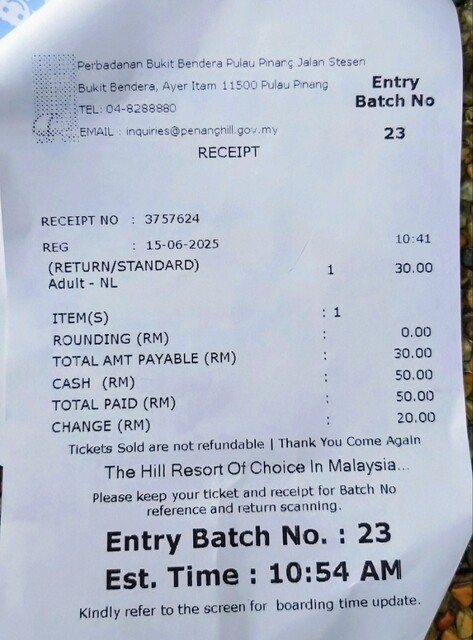 Perbadanan Bukit Bendera Pulau Pinang Jalan Stesen
Bukit Bendera, Ayer Itam 11500 Pulau Pinang
TEL: 04-8288880
EMAIL : inquiries@penanghill.gov.my
Entry
Batch No
23
RECEIPT
RECEIPT NO : 3757624
REG : 15-06-2025 10:41
(RETURN/STANDARD) 1 30.00
Adult - NL
ITEM(S) : 1
ROUNDING (RM) : 0.00
TOTAL AMT PAYABLE (RM) : 30.00
CASH (RM) : 50.00
TOTAL PAID (RM) : 50.00
CHANGE (RM) : 20.00
Tickets Sold are not refundable | Thank You Come Again
The Hill Resort Of Choice In Malaysia...
Please keep your ticket and receipt for Batch No
reference and return scanning.
Entry Batch No. : 23
Est. Time : 10:54 AM
Kindly refer to the screen for boarding time update.